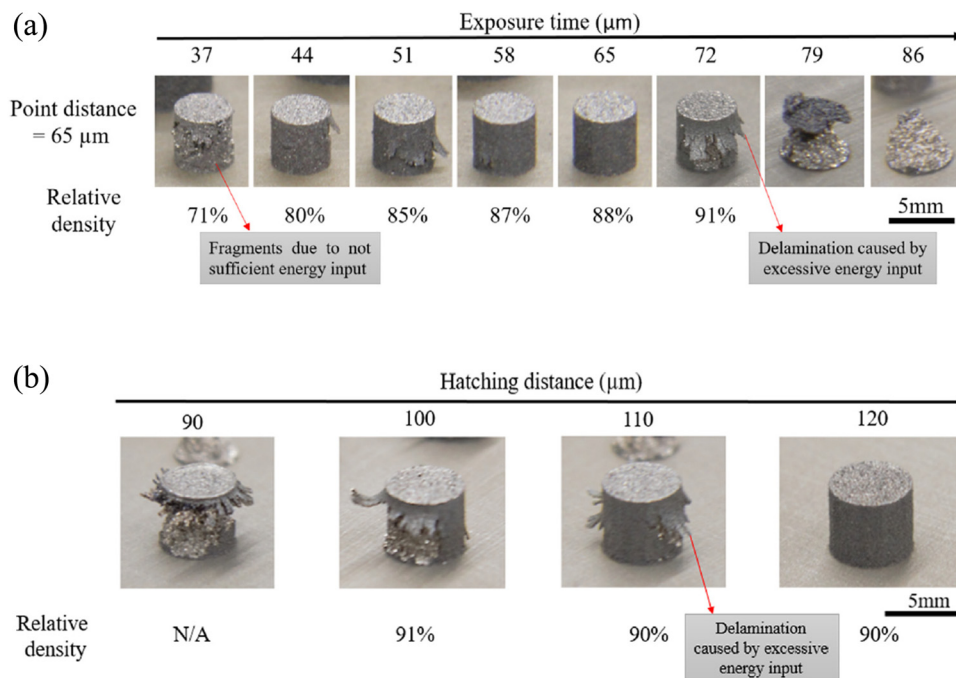 (a)
Exposure time (μm)
37 44 51 58 65 72 79 86
Point distance
= 65 μm
Relative
density
71% 80% 85% 87% 88% 91%
5mm
Fragments due to not
sufficient energy input
Delamination caused by
excessive energy input
(b)
Hatching distance (μm)
90 100 110 120
5mm
Relative
density
N/A 91% 90% 90%
Delamination
caused by excessive
energy input